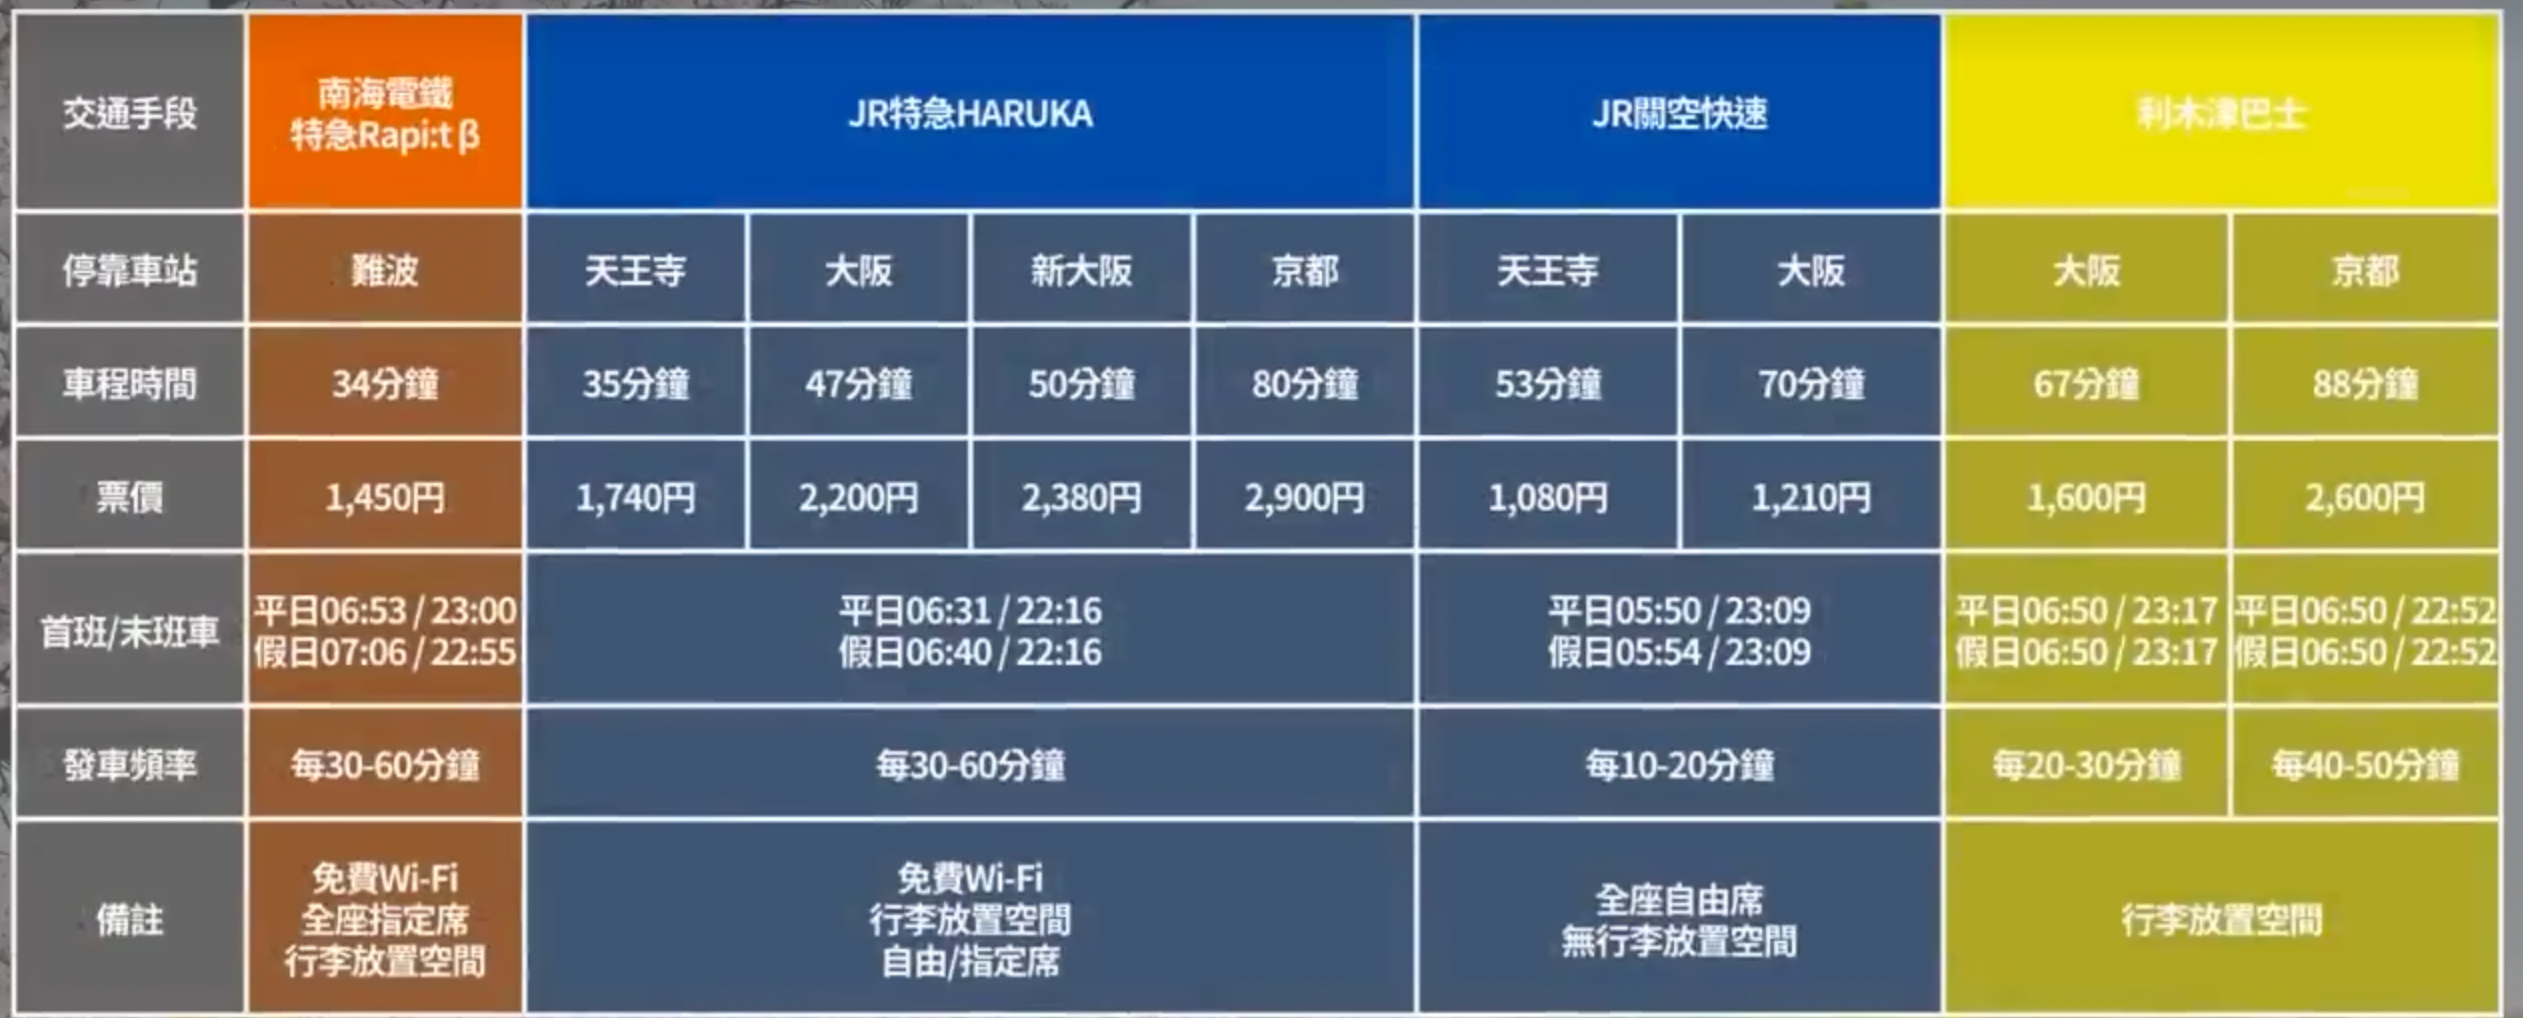 交通手段
南海電鐵
特急Rapi:t β
JR特急HARUKA
JR關空快速
利木津巴士
停靠車站
難波
天王寺
大阪
新大阪
京都
天王寺
大阪
大阪
京都
車程時間
34分鐘
35分鐘
47分鐘
50分鐘
80分鐘
53分鐘
70分鐘
67分鐘
88分鐘
票價
1,450円
1,740円
2,200円
2,380円
2,900円
1,080円
1,210円
1,600円
2,600円
首班/末班車
平日06:53 / 23:00
假日07:06 / 22:55
平日06:31 / 22:16
假日06:40 / 22:16
平日05:50 / 23:09
假日05:54 / 23:09
平日06:50 / 23:17
假日06:50 / 23:17
平日06:50 / 22:52
假日06:50 / 22:52
發車頻率
每30-60分鐘
每30-60分鐘
每10-20分鐘
每20-30分鐘
每40-50分鐘
備註
免費Wi-Fi
全座指定席
行李放置空間
免費Wi-Fi
行李放置空間
自由/指定席
全座自由席
無行李放置空間
行李放置空間